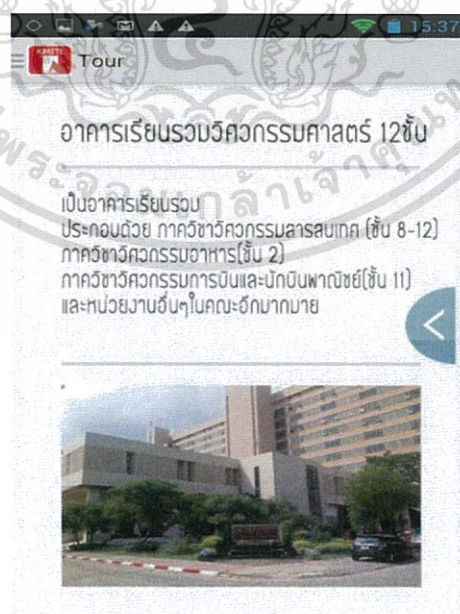 15:37
KMITL
Tour
อาคารเรียนรวมวิศวกรรมศาสตร์ 12ชั้น
เป็นอาคารเรียนรวม
ประกอบด้วย ภาควิชาวิศวกรรมสารสนเทศ (ชั้น 8-12)
ภาควิชาวิศวกรรมอาหาร(ชั้น 2)
ภาควิชาวิศวกรรมการบินและนักบินพาณิชย์(ชั้น 11)
และหน่วยงานอื่นๆในคณะอีกมากมาย